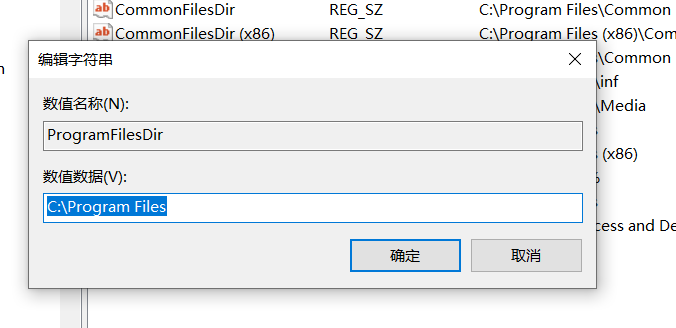 CommonFilesDir REG_SZ C:\Program Files\Common
CommonFilesDir (x86) REG_SZ C:\Program Files (x86)\Com
编辑字符串
\Common
\inf
数值名称(N):
\Media
ProgramFilesDir
(x86)
数值数据(V):
C:\Program Files
cess and De
确定
取消